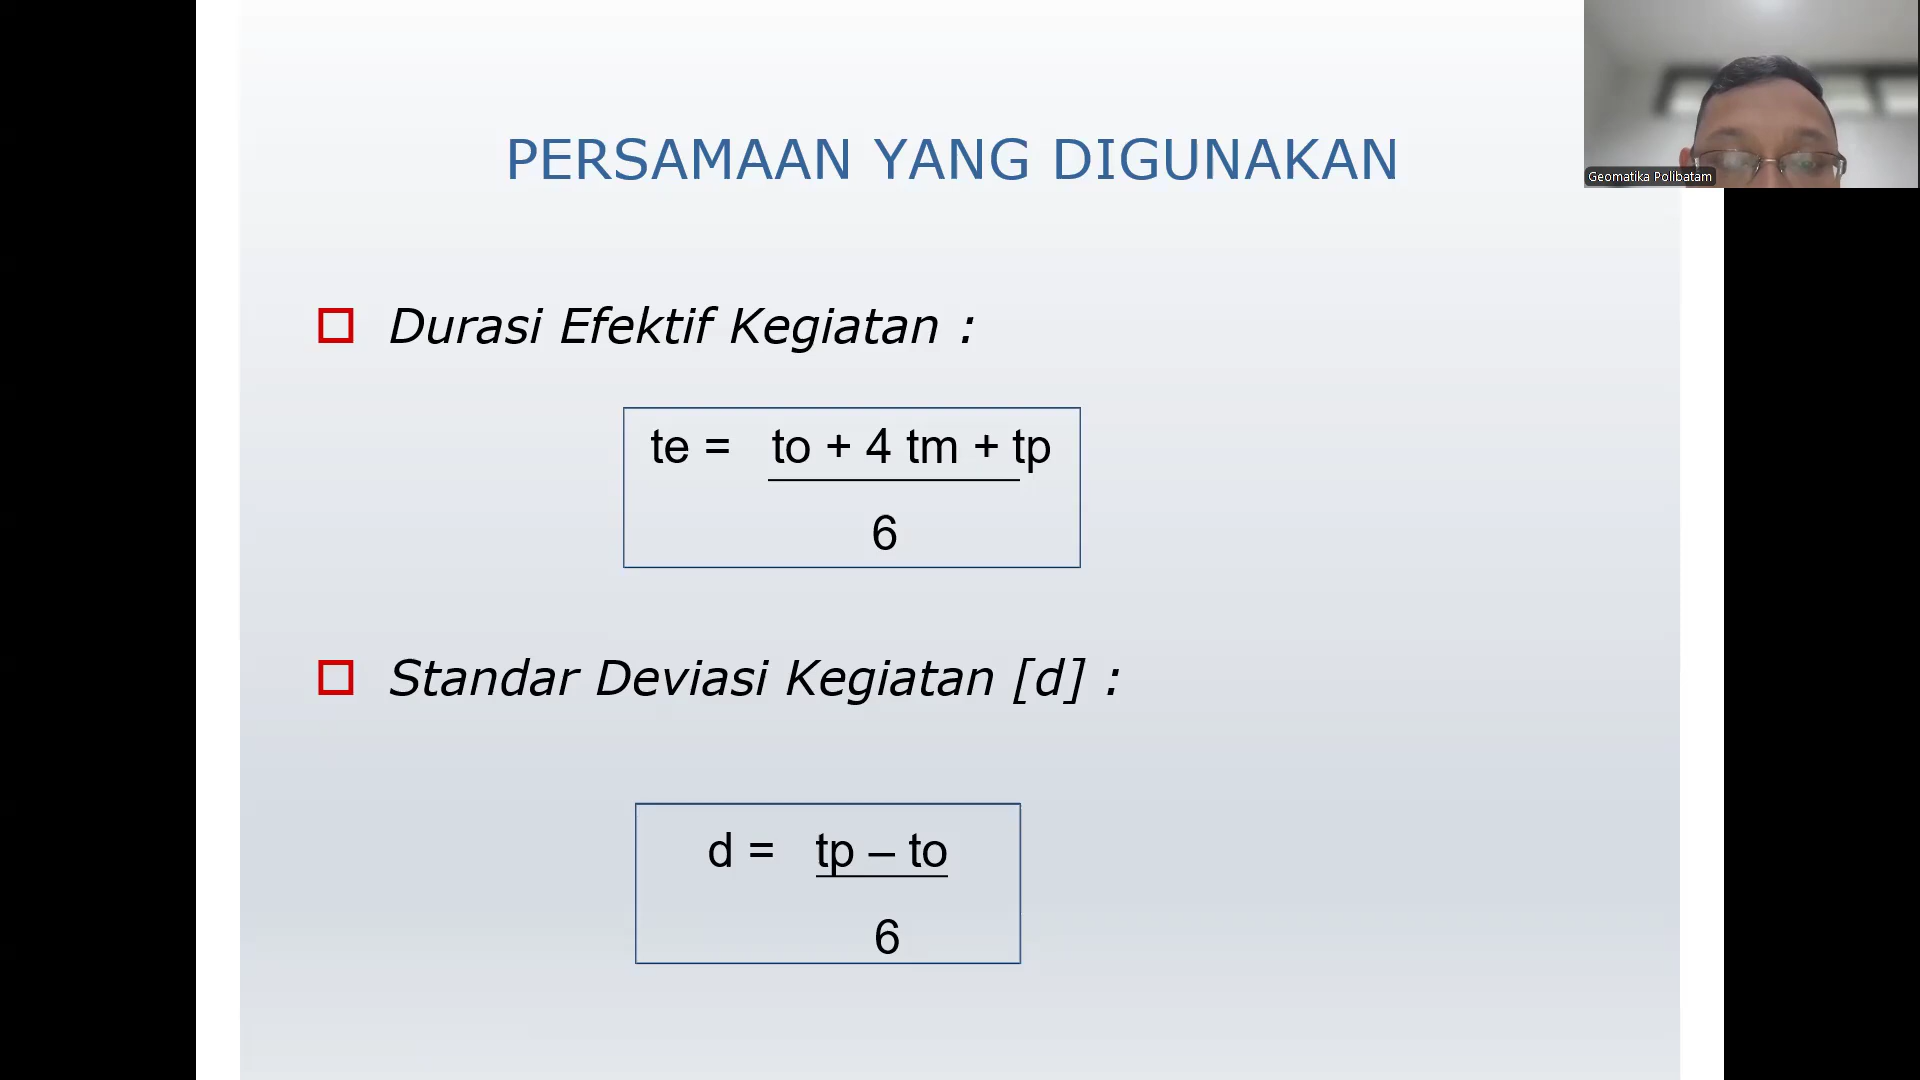 PERSAMAAN YANG DIGUNAKAN
Geomatika Polibatam
Durasi Efektif Kegiatan :
te = to + 4 tm + tp
6
Standar Deviasi Kegiatan [d] :
d = tp – to
6